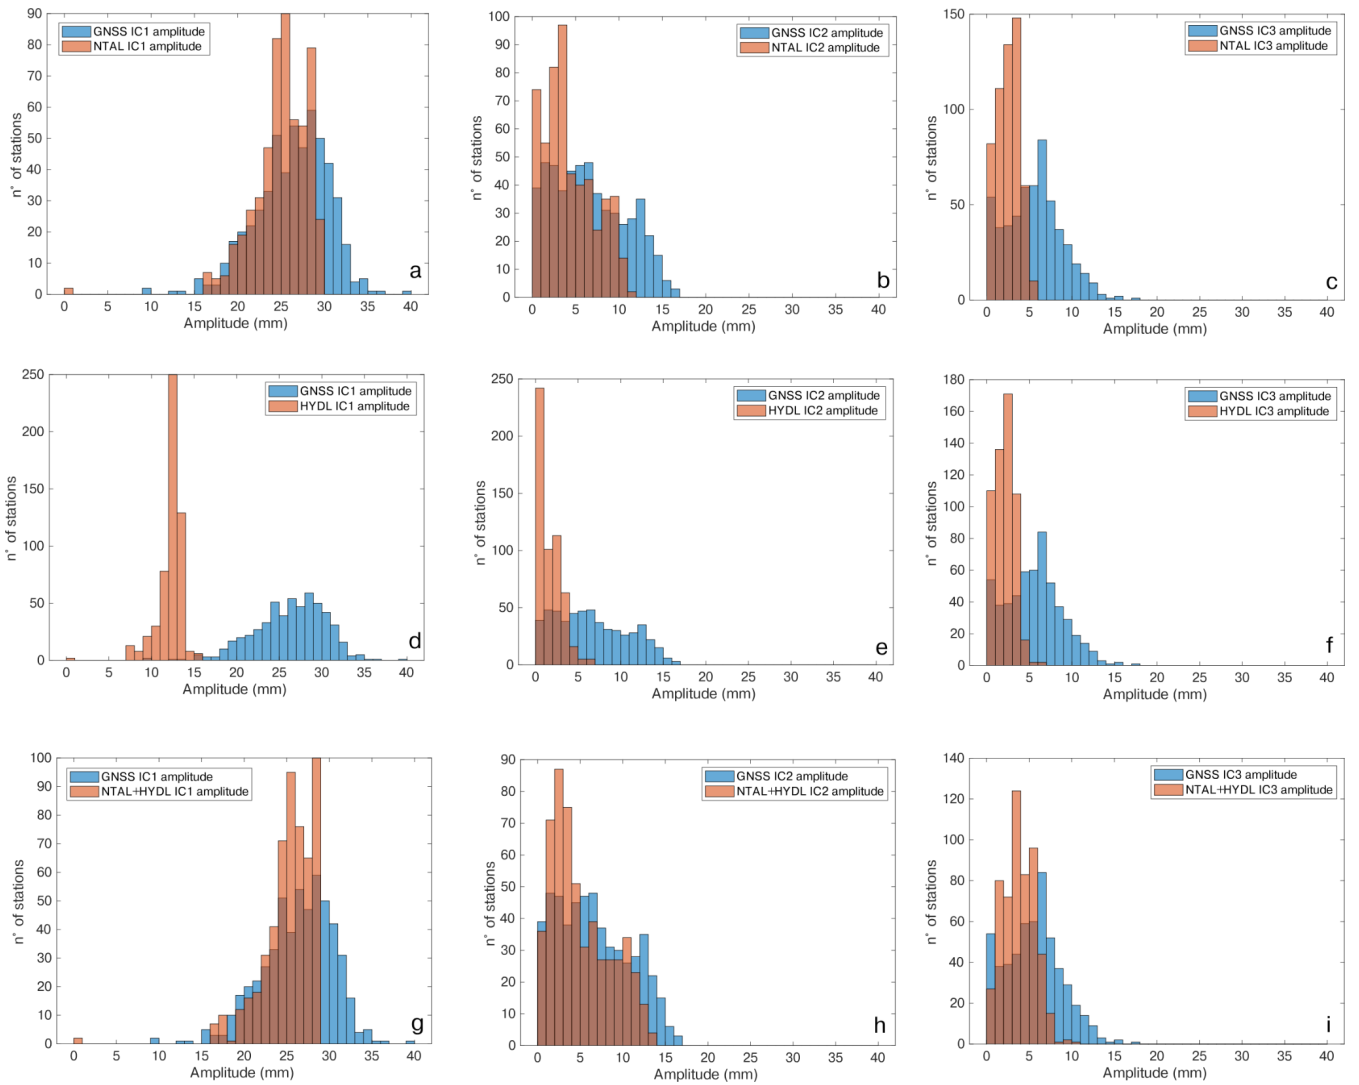 GNSS IC1 amplitude
NTAL IC1 amplitude
n° of stations
90
80
70
60
50
40
30
20
10
0
0 5 10 15 20 25 30 35 40
Amplitude (mm)
a
GNSS IC2 amplitude
NTAL IC2 amplitude
n° of stations
100
90
80
70
60
50
40
30
20
10
0
0 5 10 15 20 25 30 35 40
Amplitude (mm)
b
GNSS IC3 amplitude
NTAL IC3 amplitude
n° of stations
150
100
50
0
0 5 10 15 20 25 30 35 40
Amplitude (mm)
c
GNSS IC1 amplitude
HYDL IC1 amplitude
n° of stations
250
200
150
100
50
0
0 5 10 15 20 25 30 35 40
Amplitude (mm)
d
GNSS IC2 amplitude
HYDL IC2 amplitude
n° of stations
250
200
150
100
50
0
0 5 10 15 20 25 30 35 40
Amplitude (mm)
e
GNSS IC3 amplitude
HYDL IC3 amplitude
n° of stations
180
160
140
120
100
80
60
40
20
0
0 5 10 15 20 25 30 35 40
Amplitude (mm)
f
GNSS IC1 amplitude
NTAL+HYDL IC1 amplitude
n° of stations
100
90
80
70
60
50
40
30
20
10
0
0 5 10 15 20 25 30 35 40
Amplitude (mm)
g
GNSS IC2 amplitude
NTAL+HYDL IC2 amplitude
n° of stations
90
80
70
60
50
40
30
20
10
0
0 5 10 15 20 25 30 35 40
Amplitude (mm)
h
GNSS IC3 amplitude
NTAL+HYDL IC3 amplitude
n° of stations
140
120
100
80
60
40
20
0
0 5 10 15 20 25 30 35 40
Amplitude (mm)
i